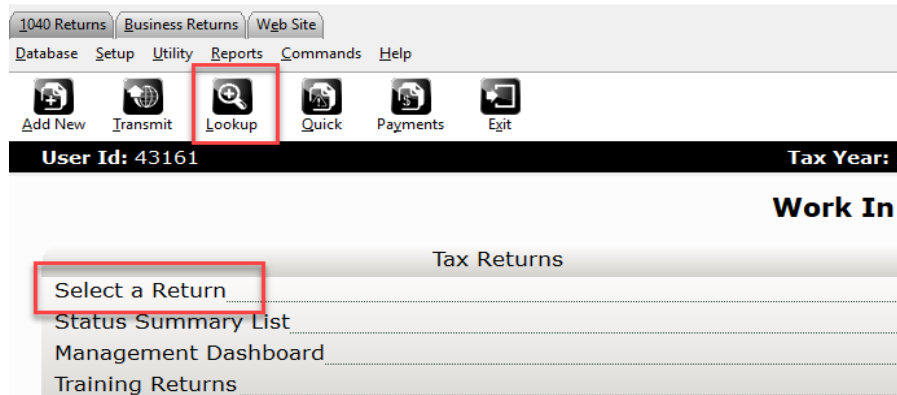 1040 Returns Business Returns Web Site
Database Setup Utility Reports Commands Help
Add New Transmit Lookup Quick Payments Exit
User Id: 43161 Tax Year:
Work In
Tax Returns
Select a Return
Status Summary List
Management Dashboard
Training Returns